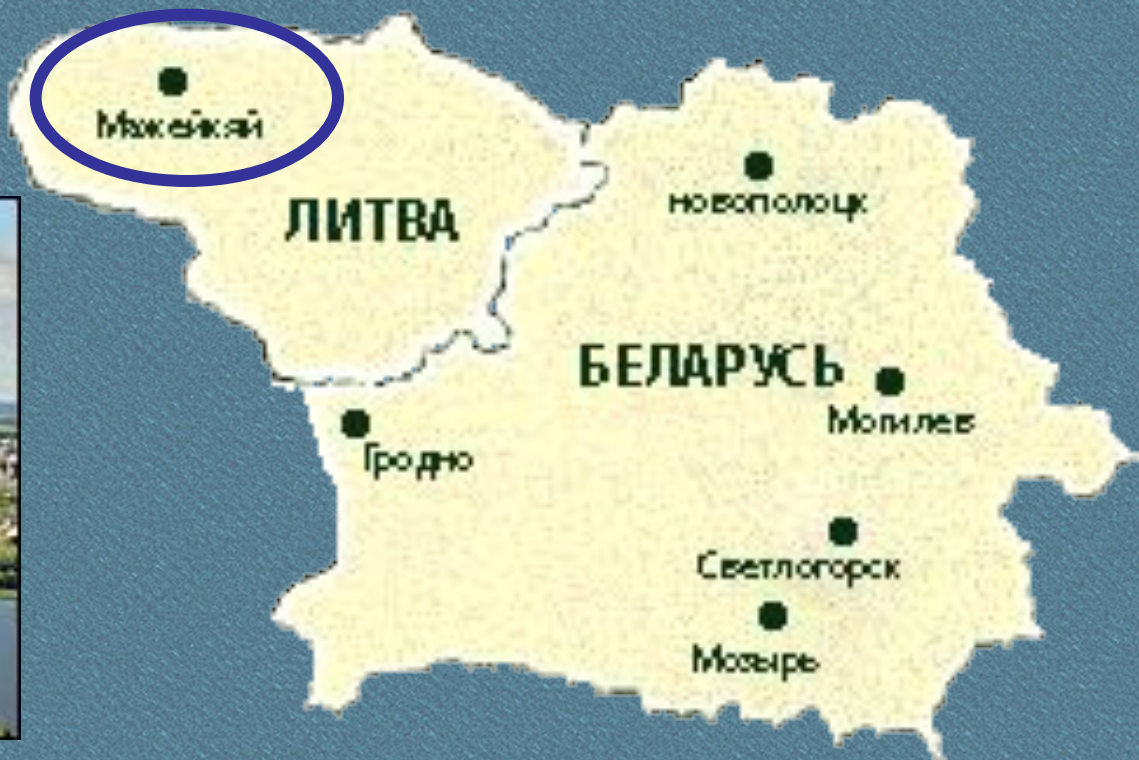 Мажейкяй
ЛИТВА
новополоцк
БЕЛАРУСЬ
Могилев
Гродно
Светлогорск
Мозырь